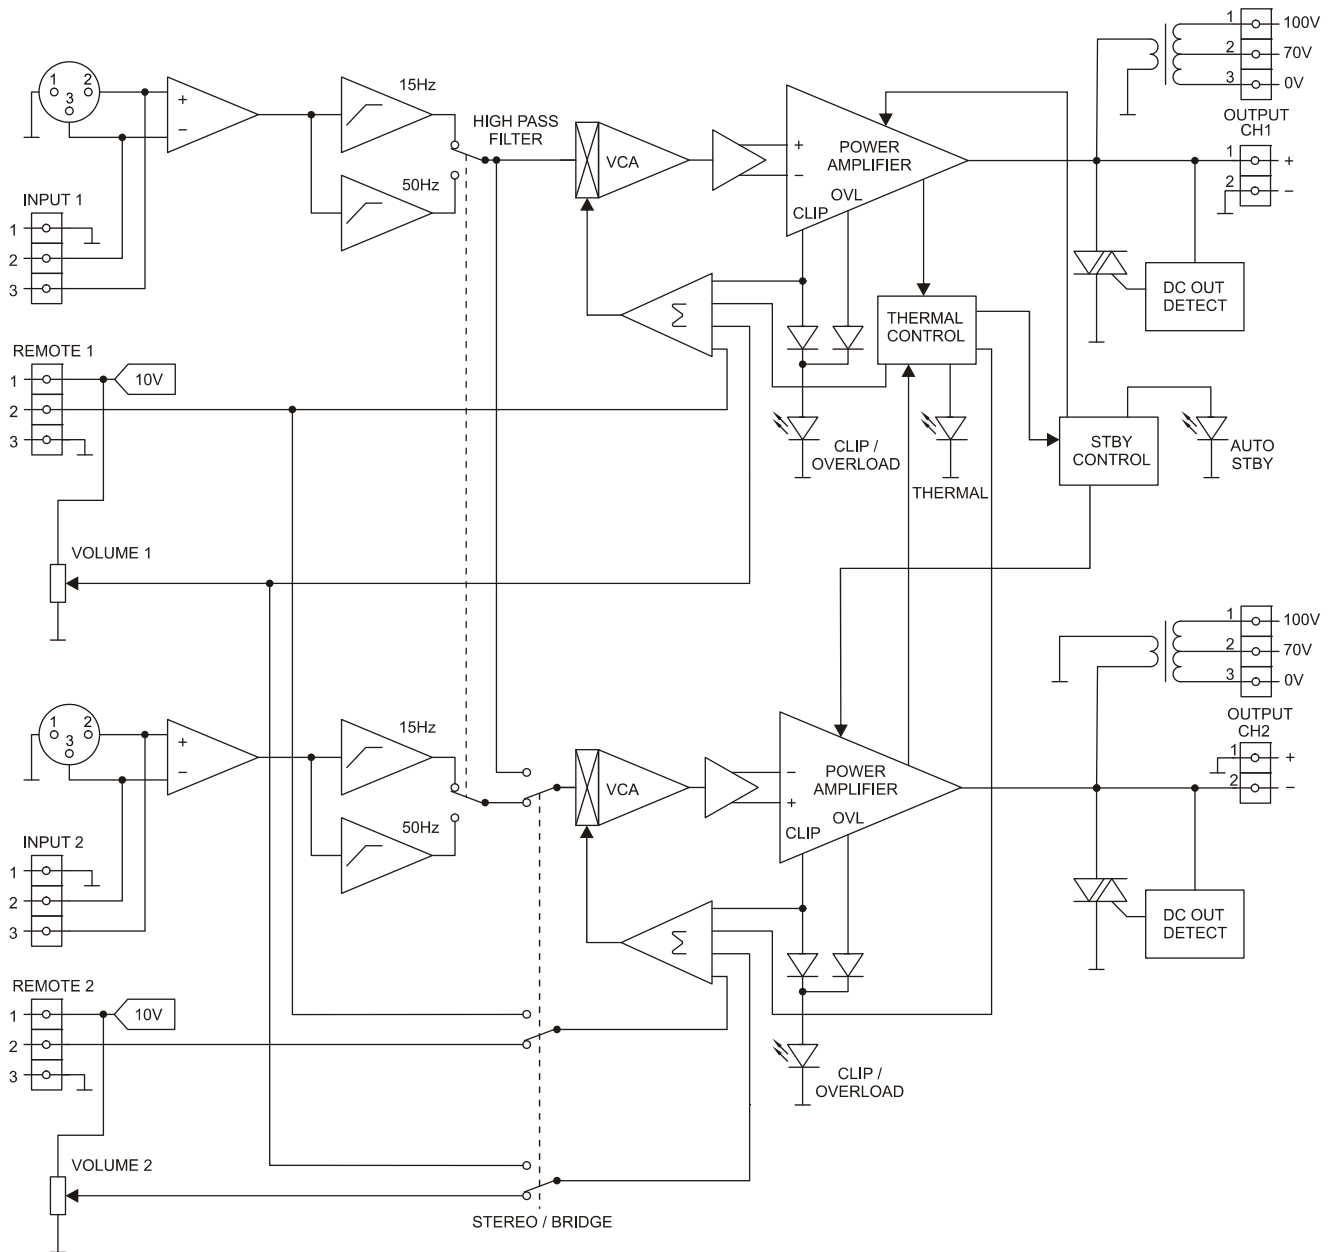 1 100V
2 70V
3 0V
OUTPUT
CH1
1 +
2 −
1 2
3
+
−
15Hz
50Hz
HIGH PASS
FILTER
VCA
+
−
POWER
AMPLIFIER
OVL
CLIP
INPUT 1
1
2
3
Σ
THERMAL
CONTROL
DC OUT
DETECT
REMOTE 1
1 10V
2
3
CLIP /
OVERLOAD
THERMAL
STBY
CONTROL
AUTO
STBY
VOLUME 1
1 100V
2 70V
3 0V
OUTPUT
CH2
1 +
2 −
1 2
3
+
−
15Hz
50Hz
VCA
−
+
POWER
AMPLIFIER
OVL
CLIP
INPUT 2
1
2
3
Σ
DC OUT
DETECT
REMOTE 2
1 10V
2
3
CLIP /
OVERLOAD
VOLUME 2
STEREO / BRIDGE